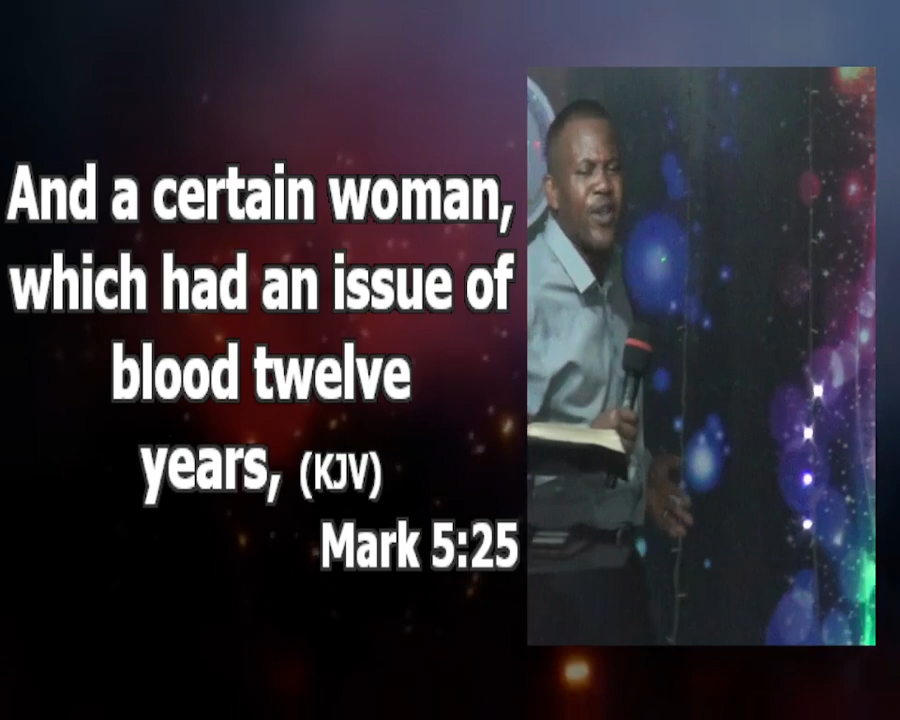 And a certain woman,
which had an issue of
blood twelve
years, (KJV)
Mark 5:25